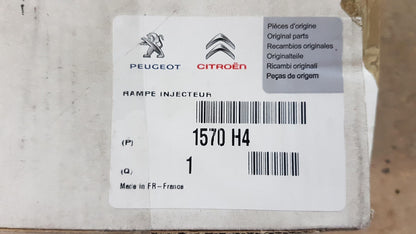 Pièces d'origine
Original parts
Recambios originales
Originalteile
Ricambi originali
Peças de origem
PEUGEOT
CITROËN
RAMPE INJECTEUR
(P) 1570 H4
(Q) 1
Made in FR-France